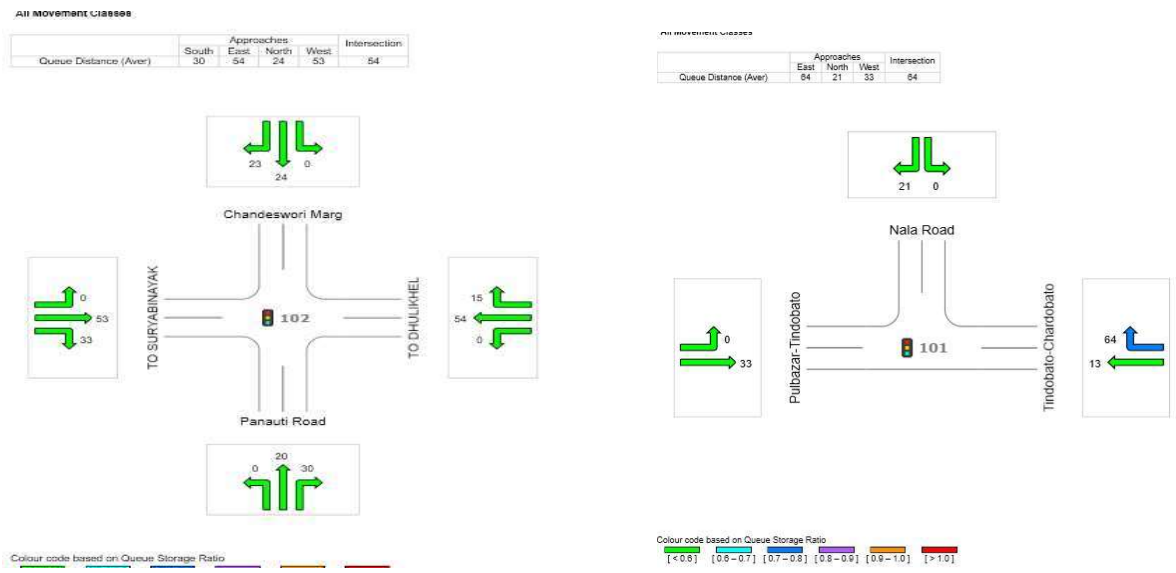 All Movement Classes
Approaches Intersection
South East North West
Queue Distance (Aver) 30 54 24 53 54
23 0
24
Chandeswori Marg
0
53
33
TO SURYABINAYAK
102
TO DHULIKHEL
15
54
0
Panauti Road
20
0 30
Colour code based on Queue Storage Ratio
All Movement Classes
Approaches Intersection
East North West
Queue Distance (Aver) 64 21 33 64
21 0
Nala Road
0
33
Pulbazar-Tindobato
101
Tindobato-Chardobato
64
13
Colour code based on Queue Storage Ratio
[ < 0.6 ] [ 0.6 – 0.7 ] [ 0.7 – 0.8 ] [ 0.8 – 0.9 ] [ 0.9 – 1.0 ] [ > 1.0 ]